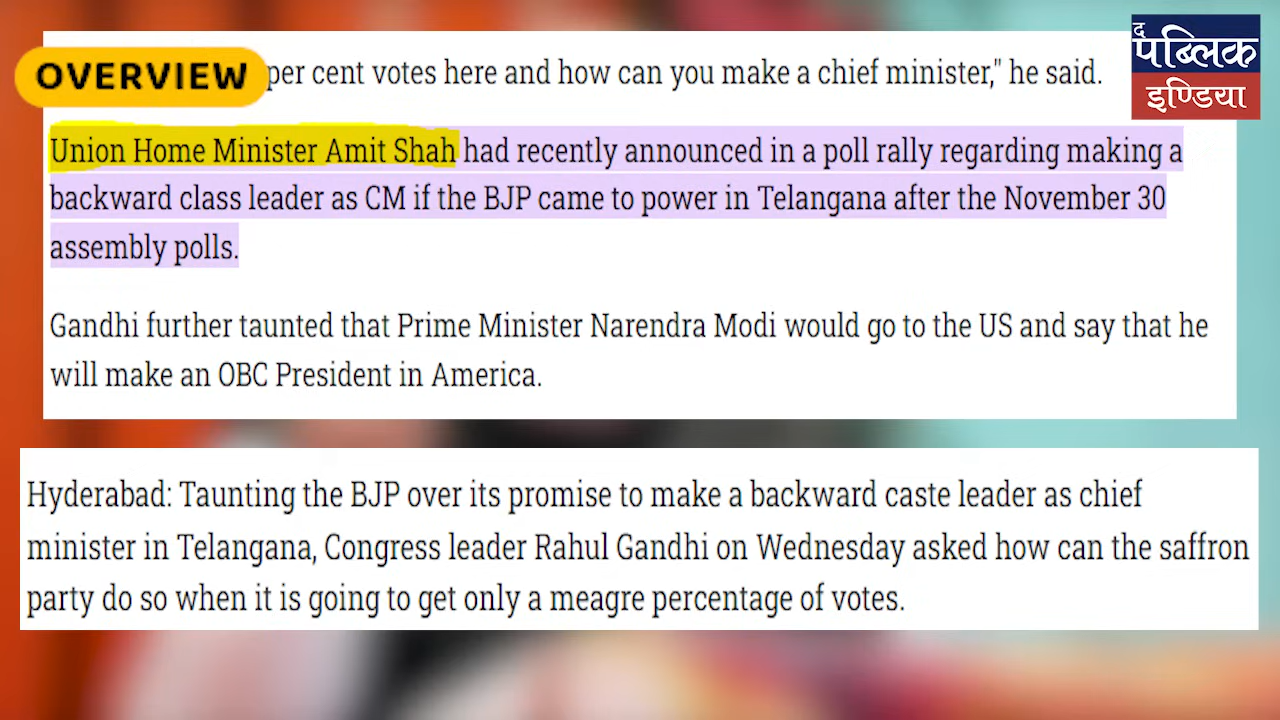 OVERVIEW
द
पब्लिक
इण्डिया
per cent votes here and how can you make a chief minister," he said.
Union Home Minister Amit Shah had recently announced in a poll rally regarding making a
backward class leader as CM if the BJP came to power in Telangana after the November 30
assembly polls.
Gandhi further taunted that Prime Minister Narendra Modi would go to the US and say that he
will make an OBC President in America.
Hyderabad: Taunting the BJP over its promise to make a backward caste leader as chief
minister in Telangana, Congress leader Rahul Gandhi on Wednesday asked how can the saffron
party do so when it is going to get only a meagre percentage of votes.